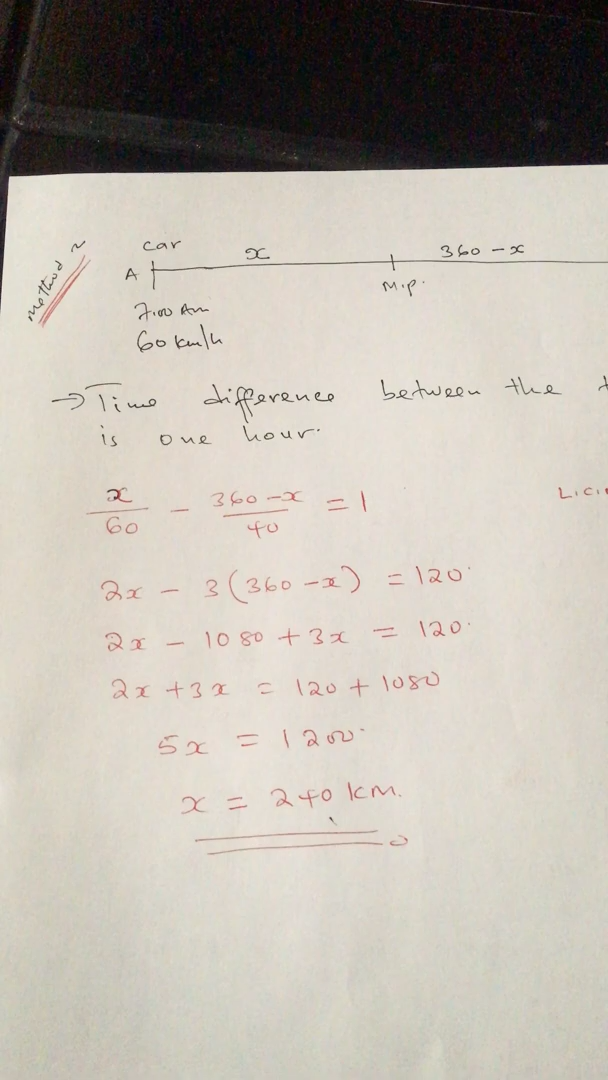 Method 2
car
x
360 - x
A
M.p.
7:00 Am
60 km/h
→ Time difference between the t
is one hour.
x/60 - (360 - x)/40 = 1
L.C.
2x - 3(360 - x) = 120
2x - 1080 + 3x = 120
2x + 3x = 120 + 1080
5x = 1200
x = 240 KM.